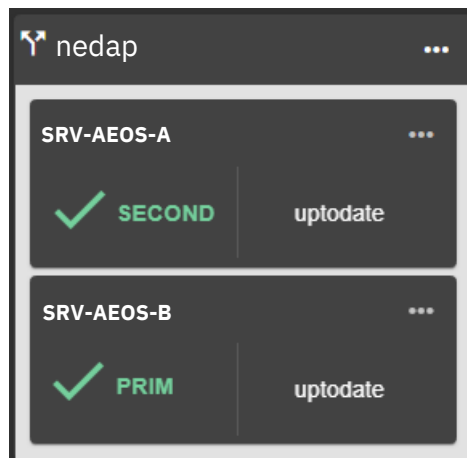 nedap
SRV-AEOS-A
SECOND
uptodate
SRV-AEOS-B
PRIM
uptodate